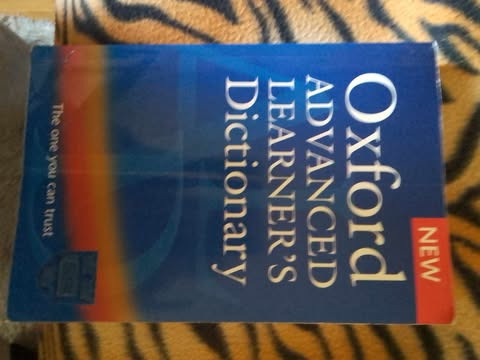 NEW
Oxford
ADVANCED
LEARNER'S
Dictionary
The one you can trust